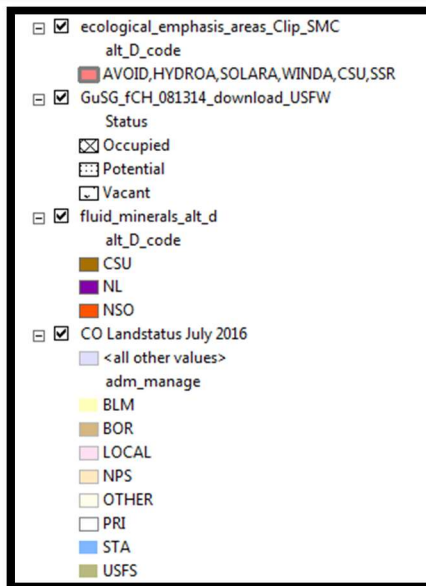 ecological_emphasis_areas_Clip_SMC
alt_D_code
AVOID,HYDROA,SOLARA,WINDA,CSU,SSR
GuSG_fCH_081314_download_USFW
Status
Occupied
Potential
Vacant
fluid_minerals_alt_d
alt_D_code
CSU
NL
NSO
CO Landstatus July 2016
<all other values>
adm_manage
BLM
BOR
LOCAL
NPS
OTHER
PRI
STA
USFS